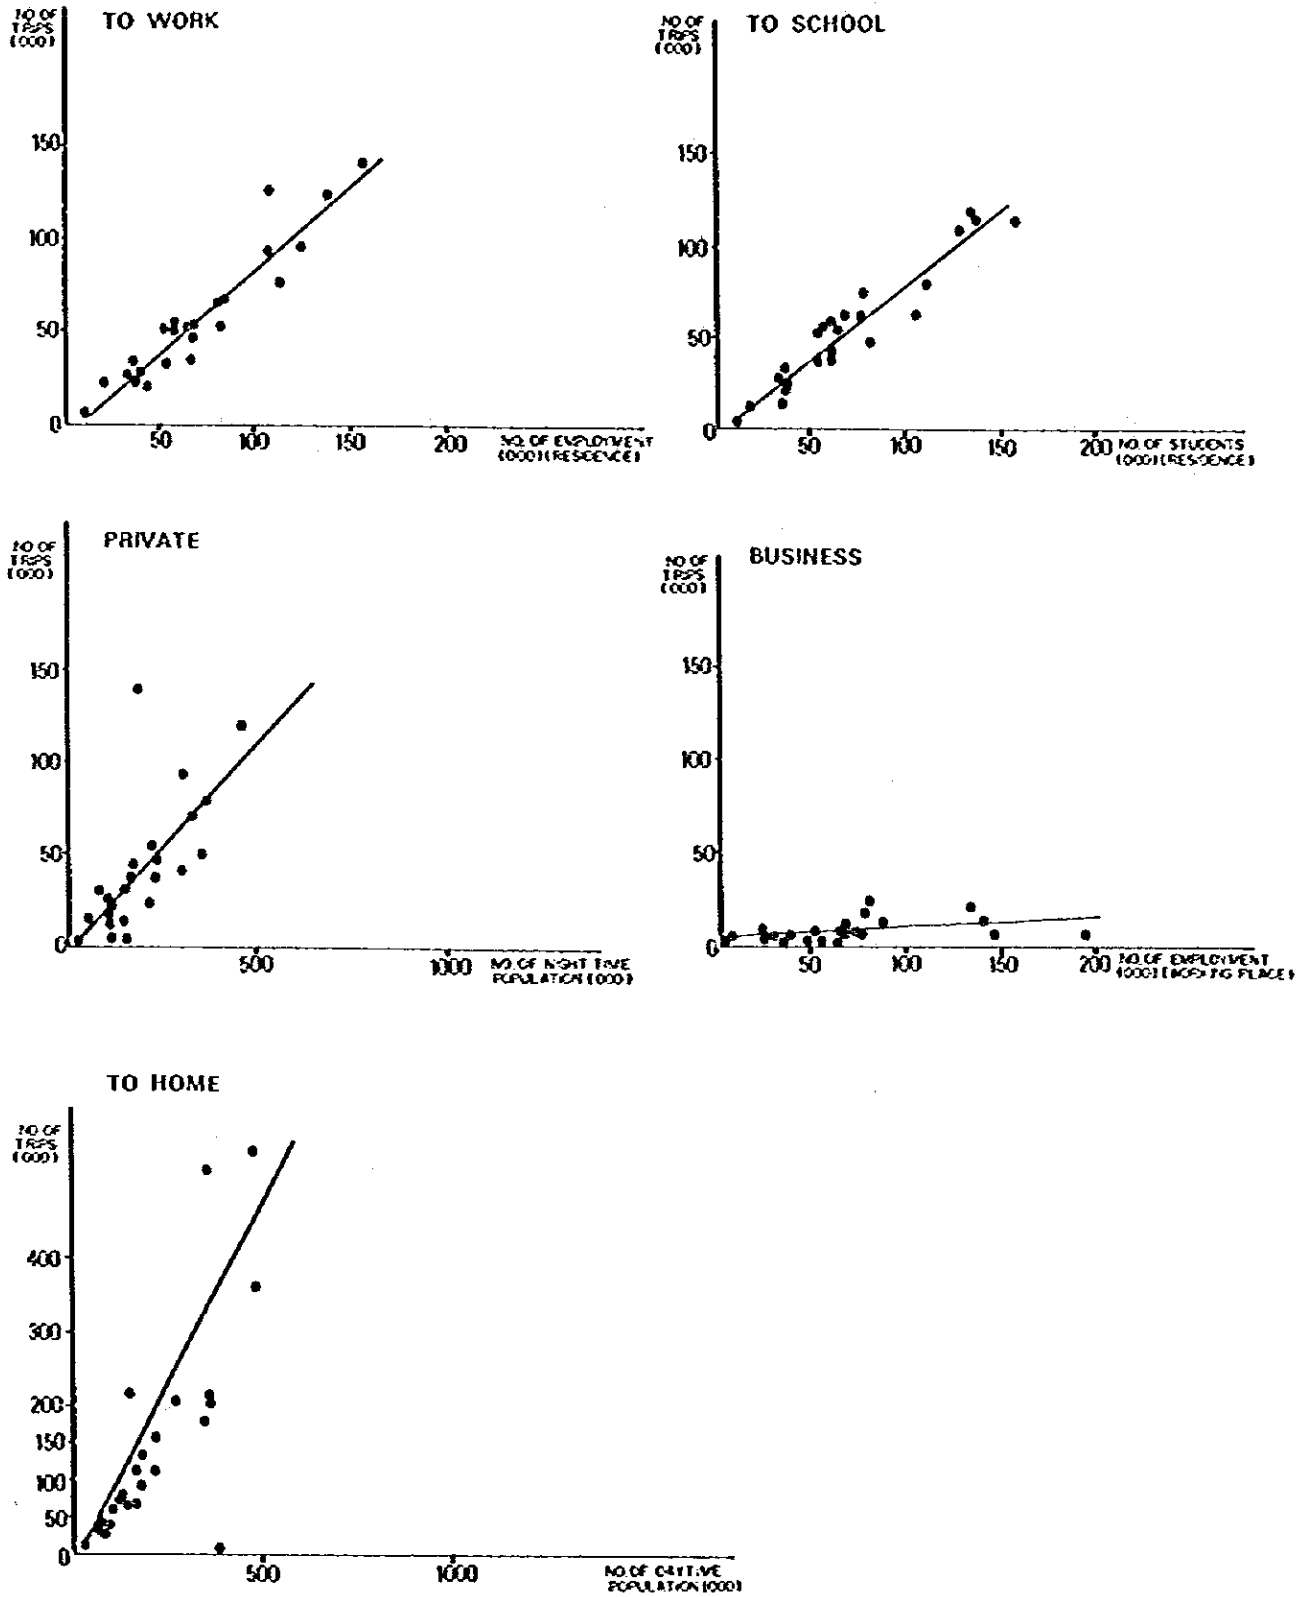 TO WORK
NO OF
TRIPS
(000)
150
100
50
0
50 100 150 200
NO. OF EMPLOYMENT
(000) (RESIDENCE)
TO SCHOOL
NO OF
TRIPS
(000)
150
100
50
0
50 100 150 200
NO. OF STUDENTS
(000) (RESIDENCE)
PRIVATE
NO OF
TRIPS
(000)
150
100
50
0
500 1000
NO. OF NIGHT TIME
POPULATION (000)
BUSINESS
NO OF
TRIPS
(000)
150
100
50
0
50 100 150 200
NO. OF EMPLOYMENT
(000) (WORKING PLACE)
TO HOME
NO OF
TRIPS
(000)
400
300
200
150
100
50
0
500 1000
NO. OF DAYTIME
POPULATION (000)